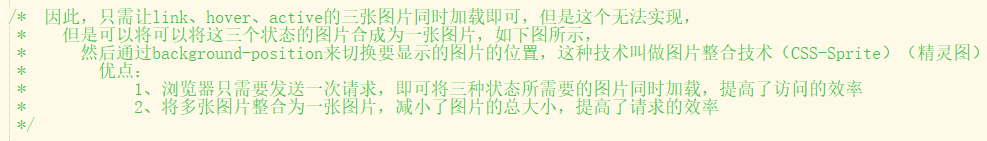 /*  因此，只需让link、hover、active的三张图片同时加载即可，但是这个无法实现，
 *   但是可以将可以将这三个状态的图片合成为一张图片，如下图所示，
 *     然后通过background-position来切换要显示的图片的位置，这种技术叫做图片整合技术（CSS-Sprite）（精灵图）
 *       优点：
 *           1、浏览器只需要发送一次请求，即可将三种状态所需要的图片同时加载，提高了访问的效率
 *           2、将多张图片整合为一张图片，减小了图片的总大小，提高了请求的效率
 */